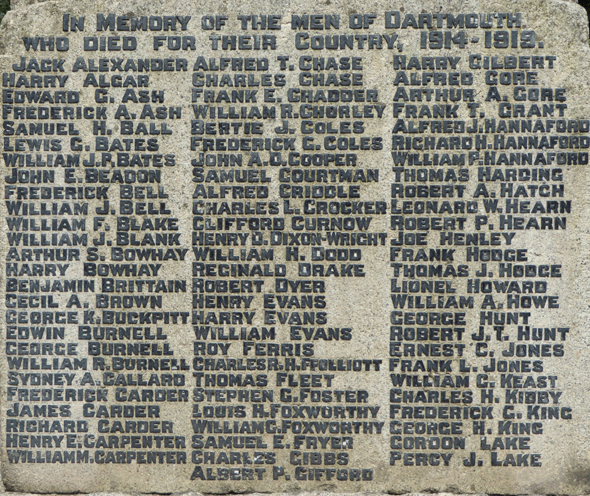 IN MEMORY OF THE MEN OF DARTMOUTH
WHO DIED FOR THEIR COUNTRY, 1914-1919.
JACK ALEXANDER
HARRY ALGAR
EDWARD C. ASH
FREDERICK A. ASH
SAMUEL H. BALL
LEWIS C. BATES
WILLIAM J.P. BATES
JOHN E. BEADON
FREDERICK BELL
WILLIAM J. BELL
WILLIAM F. BLAKE
WILLIAM J. BLANK
ARTHUR S. BOWHAY
HARRY BOWHAY
BENJAMIN BRITTAIN
CECIL A. BROWN
GEORGE K. BUCKPITT
EDWIN BURNELL
GEORGE BURNELL
WILLIAM R. BURNELL
SYDNEY A. CALLARD
FREDERICK CARDER
JAMES CARDER
RICHARD CARDER
HENRY E. CARPENTER
WILLIAM M. CARPENTER
ALFRED T. CHASE
CHARLES CHASE
FRANK E. CHADDER
WILLIAM R. CHORLEY
BERTIE J. COLES
FREDERICK G. COLES
JOHN A. D. COOPER
SAMUEL COURTMAN
ALFRED CRIDGLE
CHARLES L. CROCKER
CLIFFORD CURNOW
HENRY D. DIXON-WRIGHT
WILLIAM H. DODD
REGINALD DRAKE
ROBERT DYER
HENRY EVANS
HARRY EVANS
WILLIAM EVANS
ROY FERRIS
CHARLES R. H. FFOLLIOTT
THOMAS FLEET
STEPHEN G. FOSTER
LOUIS H. FOXWORTHY
WILLIAM G. FOXWORTHY
SAMUEL E. FRYER
CHARLES GIBBS
ALBERT P. GIFFORD
HARRY GILBERT
ALFRED GORE
ARTHUR A. GORE
FRANK T. GRANT
ALFRED J. HANNAFORD
RICHARD H. HANNAFORD
WILLIAM P. HANNAFORD
THOMAS HARDING
ROBERT A. HATCH
LEONARD W. HEARN
ROBERT P. HEARN
JOE HENLEY
FRANK HODGE
THOMAS J. HODGE
LIONEL HOWARD
WILLIAM A. HOWE
GEORGE HUNT
ROBERT J. T. HUNT
ERNEST C. JONES
FRANK L. JONES
WILLIAM G. KEAST
CHARLES H. KIBBY
FREDERICK G. KING
GEORGE H. KING
GORDON LAKE
PERCY J. LAKE